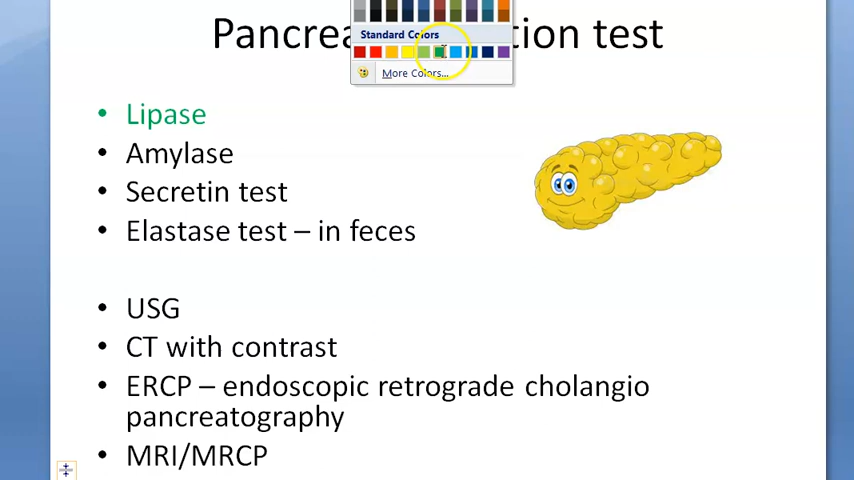 Pancrea tion test
Standard Colors
More Colors...
• Lipase
• Amylase
• Secretin test
• Elastase test – in feces
• USG
• CT with contrast
• ERCP – endoscopic retrograde cholangio
pancreatography
• MRI/MRCP